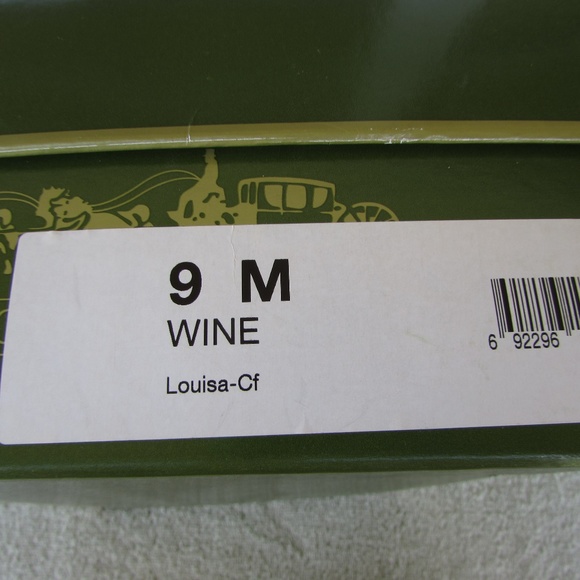 9 M
WINE
Louisa-Cf
6 92296